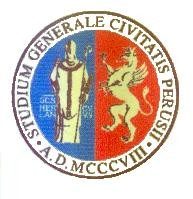 · STUDIUM GENERALE CIVITATIS PERUSII ·
A.D. MCCCVIII